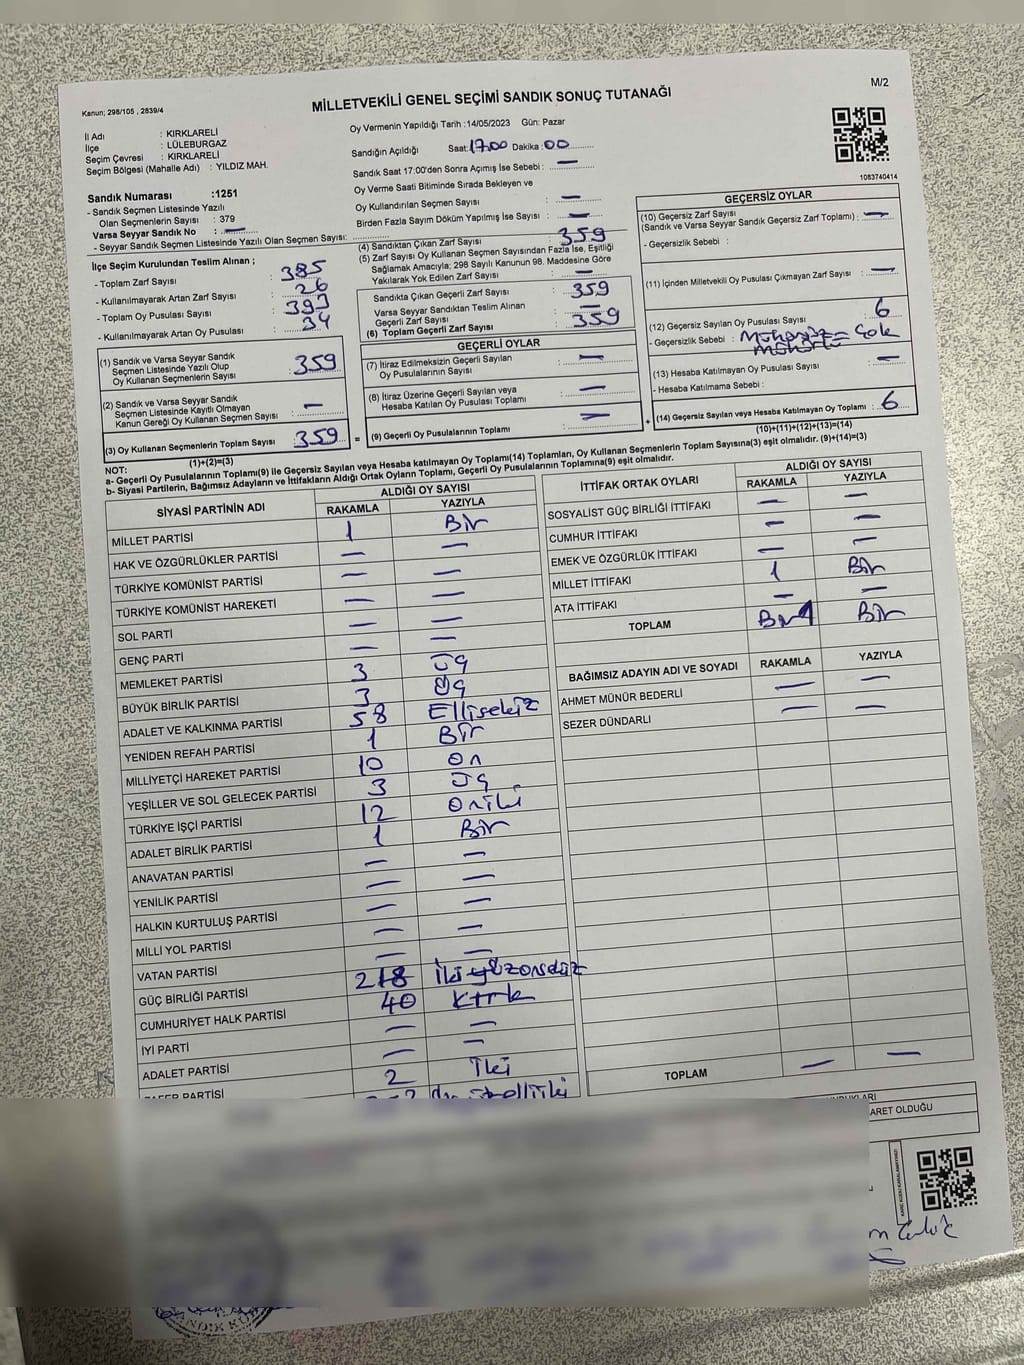 Kanun; 298/105 , 2839/4
MİLLETVEKİLİ GENEL SEÇİMİ SANDIK SONUÇ TUTANAĞI
M/2
İl Adı : KIRKLARELİ
İlçe : LÜLEBURGAZ
Seçim Çevresi : KIRKLARELİ
Seçim Bölgesi (Mahalle Adı) : YILDIZ MAH.
Oy Vermenin Yapıldığı Tarih :14/05/2023 Gün: Pazar
Sandığın Açıldığı Saat:17:00 Dakika:00
Sandık Saat 17:00'den Sonra Açımış İse Sebebi : —
Oy Verme Saati Bitiminde Sırada Bekleyen ve
Oy Kullandırılan Seçmen Sayısı : —
Birden Fazla Sayım Döküm Yapılmış İse Sayısı : —
1083740414
Sandık Numarası :1251
- Sandık Seçmen Listesinde Yazılı
Olan Seçmenlerin Sayısı : 379
Varsa Seyyar Sandık No : —
- Seyyar Sandık Seçmen Listesinde Yazılı Olan Seçmen Sayısı:
İlçe Seçim Kurulundan Teslim Alınan ;
- Toplam Zarf Sayısı : 385
- Kullanılmayarak Artan Zarf Sayısı : 26
- Toplam Oy Pusulası Sayısı : 393
- Kullanılmayarak Artan Oy Pusulası : 34
(1) Sandık ve Varsa Seyyar Sandık
Seçmen Listesinde Yazılı Olup
Oy Kullanan Seçmenlerin Sayısı : 359
(2) Sandık ve Varsa Seyyar Sandık
Seçmen Listesinde Kayıtlı Olmayan
Kanun Gereği Oy Kullanan Seçmen Sayısı : —
(3) Oy Kullanan Seçmenlerin Toplam Sayısı : 359 =
(1)+(2)=(3)
(4) Sandıktan Çıkan Zarf Sayısı : 359
(5) Zarf Sayısı Oy Kullanan Seçmen Sayısından Fazla İse, Eşitliği
Sağlamak Amacıyla; 298 Sayılı Kanunun 98. Maddesine Göre
Yakılarak Yok Edilen Zarf Sayısı : —
Sandıkta Çıkan Geçerli Zarf Sayısı : 359
Varsa Seyyar Sandıktan Teslim Alınan
Geçerli Zarf Sayısı : —
(6) Toplam Geçerli Zarf Sayısı : 359
GEÇERLİ OYLAR
(7) İtiraz Edilmeksizin Geçerli Sayılan
Oy Pusulalarının Sayısı : —
(8) İtiraz Üzerine Geçerli Sayılan veya
Hesaba Katılan Oy Pusulası Toplamı : —
(9) Geçerli Oy Pusulalarının Toplamı : — +
GEÇERSİZ OYLAR
(10) Geçersiz Zarf Sayısı
(Sandık ve Varsa Seyyar Sandık Geçersiz Zarf Toplamı) : —
- Geçersizlik Sebebi :
(11) İçinden Milletvekili Oy Pusulası Çıkmayan Zarf Sayısı : —
(12) Geçersiz Sayılan Oy Pusulası Sayısı : 6
- Geçersizlik Sebebi : Mühürsüz – Çok
Mühürlü
(13) Hesaba Katılmayan Oy Pusulası Sayısı : —
- Hesaba Katılmama Sebebi :
(14) Geçersiz Sayılan veya Hesaba Katılmayan Oy Toplamı : 6
(10)+(11)+(12)+(13)=(14)
NOT:
a- Geçerli Oy Pusulasının Toplamı(9) ile Geçersiz Sayılan veya Hesaba katılmayan Oy Toplamı(14) Toplamları, Oy Kullanan Seçmenlerin Toplam Sayısına(3) eşit olmalıdır. (9)+(14)=(3)
b- Siyasi Partilerin, Bağımsız Adayların ve İttifakların Aldığı Ortak Oyların Toplamı, Geçerli Oy Pusulalarının Toplamına(9) eşit olmalıdır.
SİYASİ PARTİNİN ADI ALDIĞI OY SAYISI
RAKAMLA YAZIYLA
MİLLET PARTİSİ 1 Bir
HAK VE ÖZGÜRLÜKLER PARTİSİ — —
TÜRKİYE KOMÜNİST PARTİSİ — —
TÜRKİYE KOMÜNİST HAREKETİ — —
SOL PARTİ — —
GENÇ PARTİ — —
MEMLEKET PARTİSİ 3 Üç
BÜYÜK BİRLİK PARTİSİ 3 Üç
ADALET VE KALKINMA PARTİSİ 58 Ellisekiz
YENİDEN REFAH PARTİSİ 1 Bir
MİLLİYETÇİ HAREKET PARTİSİ 10 On
YEŞİLLER VE SOL GELECEK PARTİSİ 3 Üç
TÜRKİYE İŞÇİ PARTİSİ 12 Oniki
ADALET BİRLİK PARTİSİ 1 Bir
ANAVATAN PARTİSİ — —
YENİLİK PARTİSİ — —
HALKIN KURTULUŞ PARTİSİ — —
MİLLİ YOL PARTİSİ — —
VATAN PARTİSİ — —
GÜÇ BİRLİĞİ PARTİSİ 218
CUMHURİYET HALK PARTİSİ 40 Kırk
İYİ PARTİ — —
ADALET PARTİSİ — —
ZAFER PARTİSİ 2 İki
İTTİFAK ORTAK OYLARI ALDIĞI OY SAYISI
RAKAMLA YAZIYLA
SOSYALİST GÜÇ BİRLİĞİ İTTİFAKI — —
CUMHUR İTTİFAKI — —
EMEK VE ÖZGÜRLÜK İTTİFAKI — —
MİLLET İTTİFAKI 1 Bir
ATA İTTİFAKI — —
TOPLAM Bir 1 Bir
BAĞIMSIZ ADAYIN ADI VE SOYADI RAKAMLA YAZIYLA
AHMET MÜNÜR BEDERLİ — —
SEZER DÜNDARLI — —
TOPLAM — —
ARET OLDUĞU